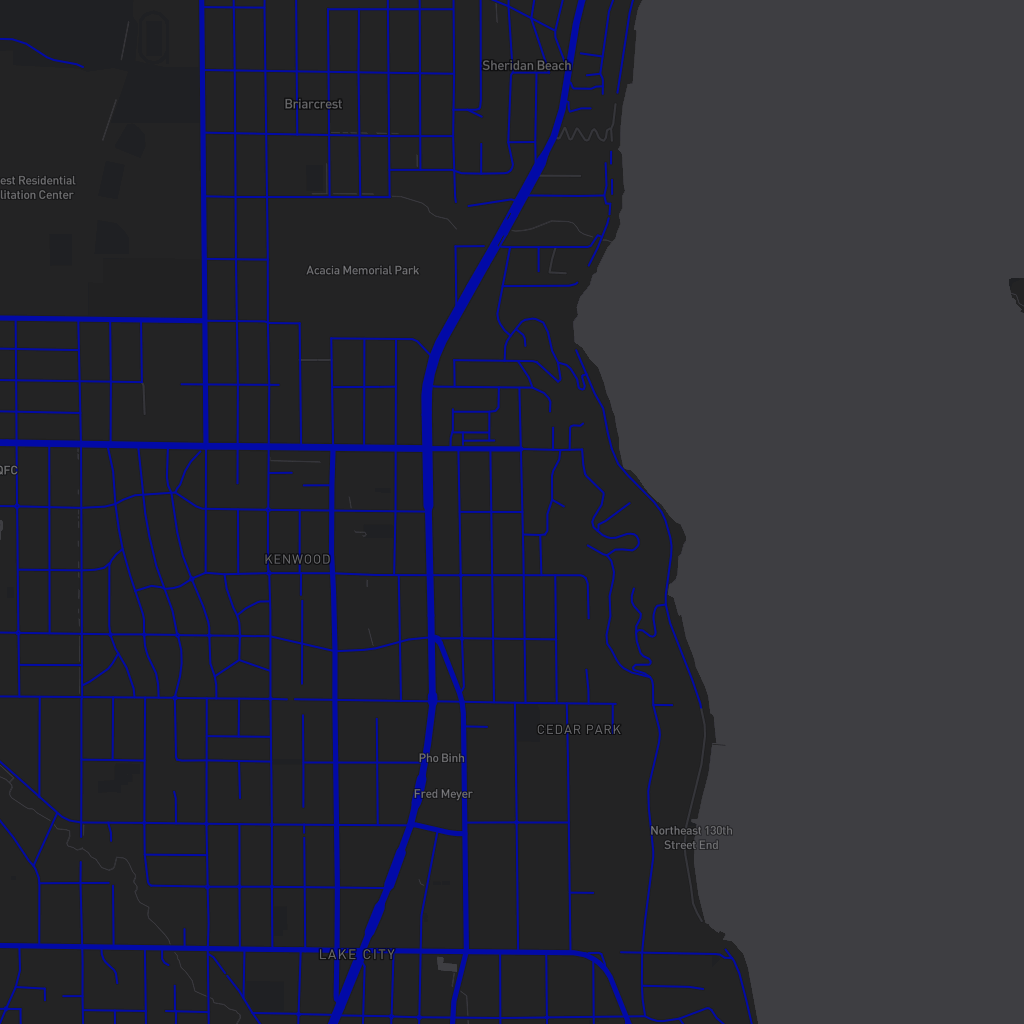 Sheridan Beach
Briarcrest
est Residential
litation Center
Acacia Memorial Park
QFC
KENWOOD
CEDAR PARK
Pho Binh
Fred Meyer
Northeast 130th
Street End
LAKE CITY